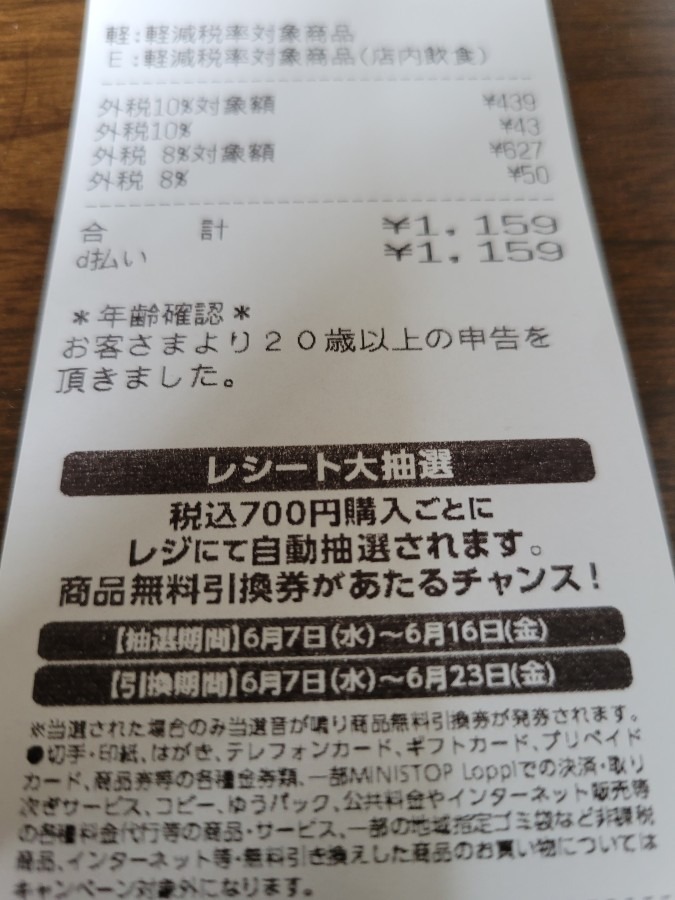 軽:軽減税率対象商品
E:軽減税率対象商品(店内飲食)
外税10%対象額 ¥439
外税10% ¥43
外税 8%対象額 ¥627
外税 8% ¥50
合 計 ¥1,159
d払い ¥1,159
*年齢確認*
お客さまより20歳以上の申告を
頂きました。
レシート大抽選
税込700円購入ごとに
レジにて自動抽選されます。
商品無料引換券があたるチャンス!
【抽選期間】6月7日(水)~6月16日(金)
【引換期間】6月7日(水)~6月23日(金)
※当選された場合のみ当選音が鳴り商品無料引換券が発券されます。
●切手・印紙、はがき、テレフォンカード、ギフトカード、プリペイド
カード、商品券等の各種金券類、一部MINISTOP Loppiでの決済・取り
次ぎサービス、コピー、ゆうパック、公共料金やインターネット販売等
の各種料金代行等の商品・サービス、一部の地域指定ゴミ袋など非課税
商品、インターネット等・無料引き換えした商品のお買い物については
キャンペーン対象外になります。